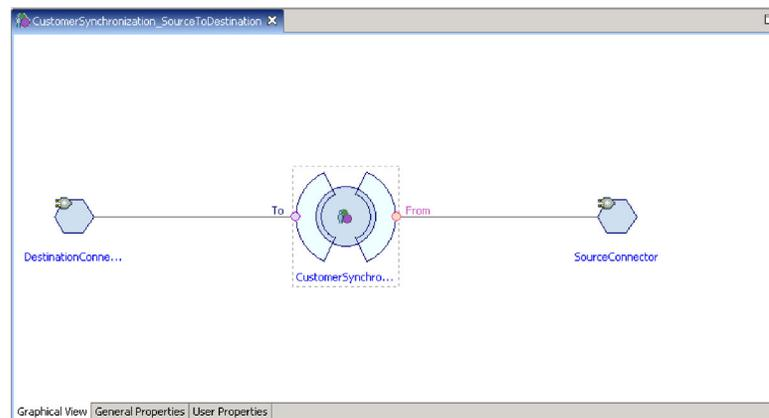 CustomerSynchronization_SourceToDestination
To
From
DestinationConne...
CustomerSynchro...
SourceConnector
Graphical View
General Properties
User Properties